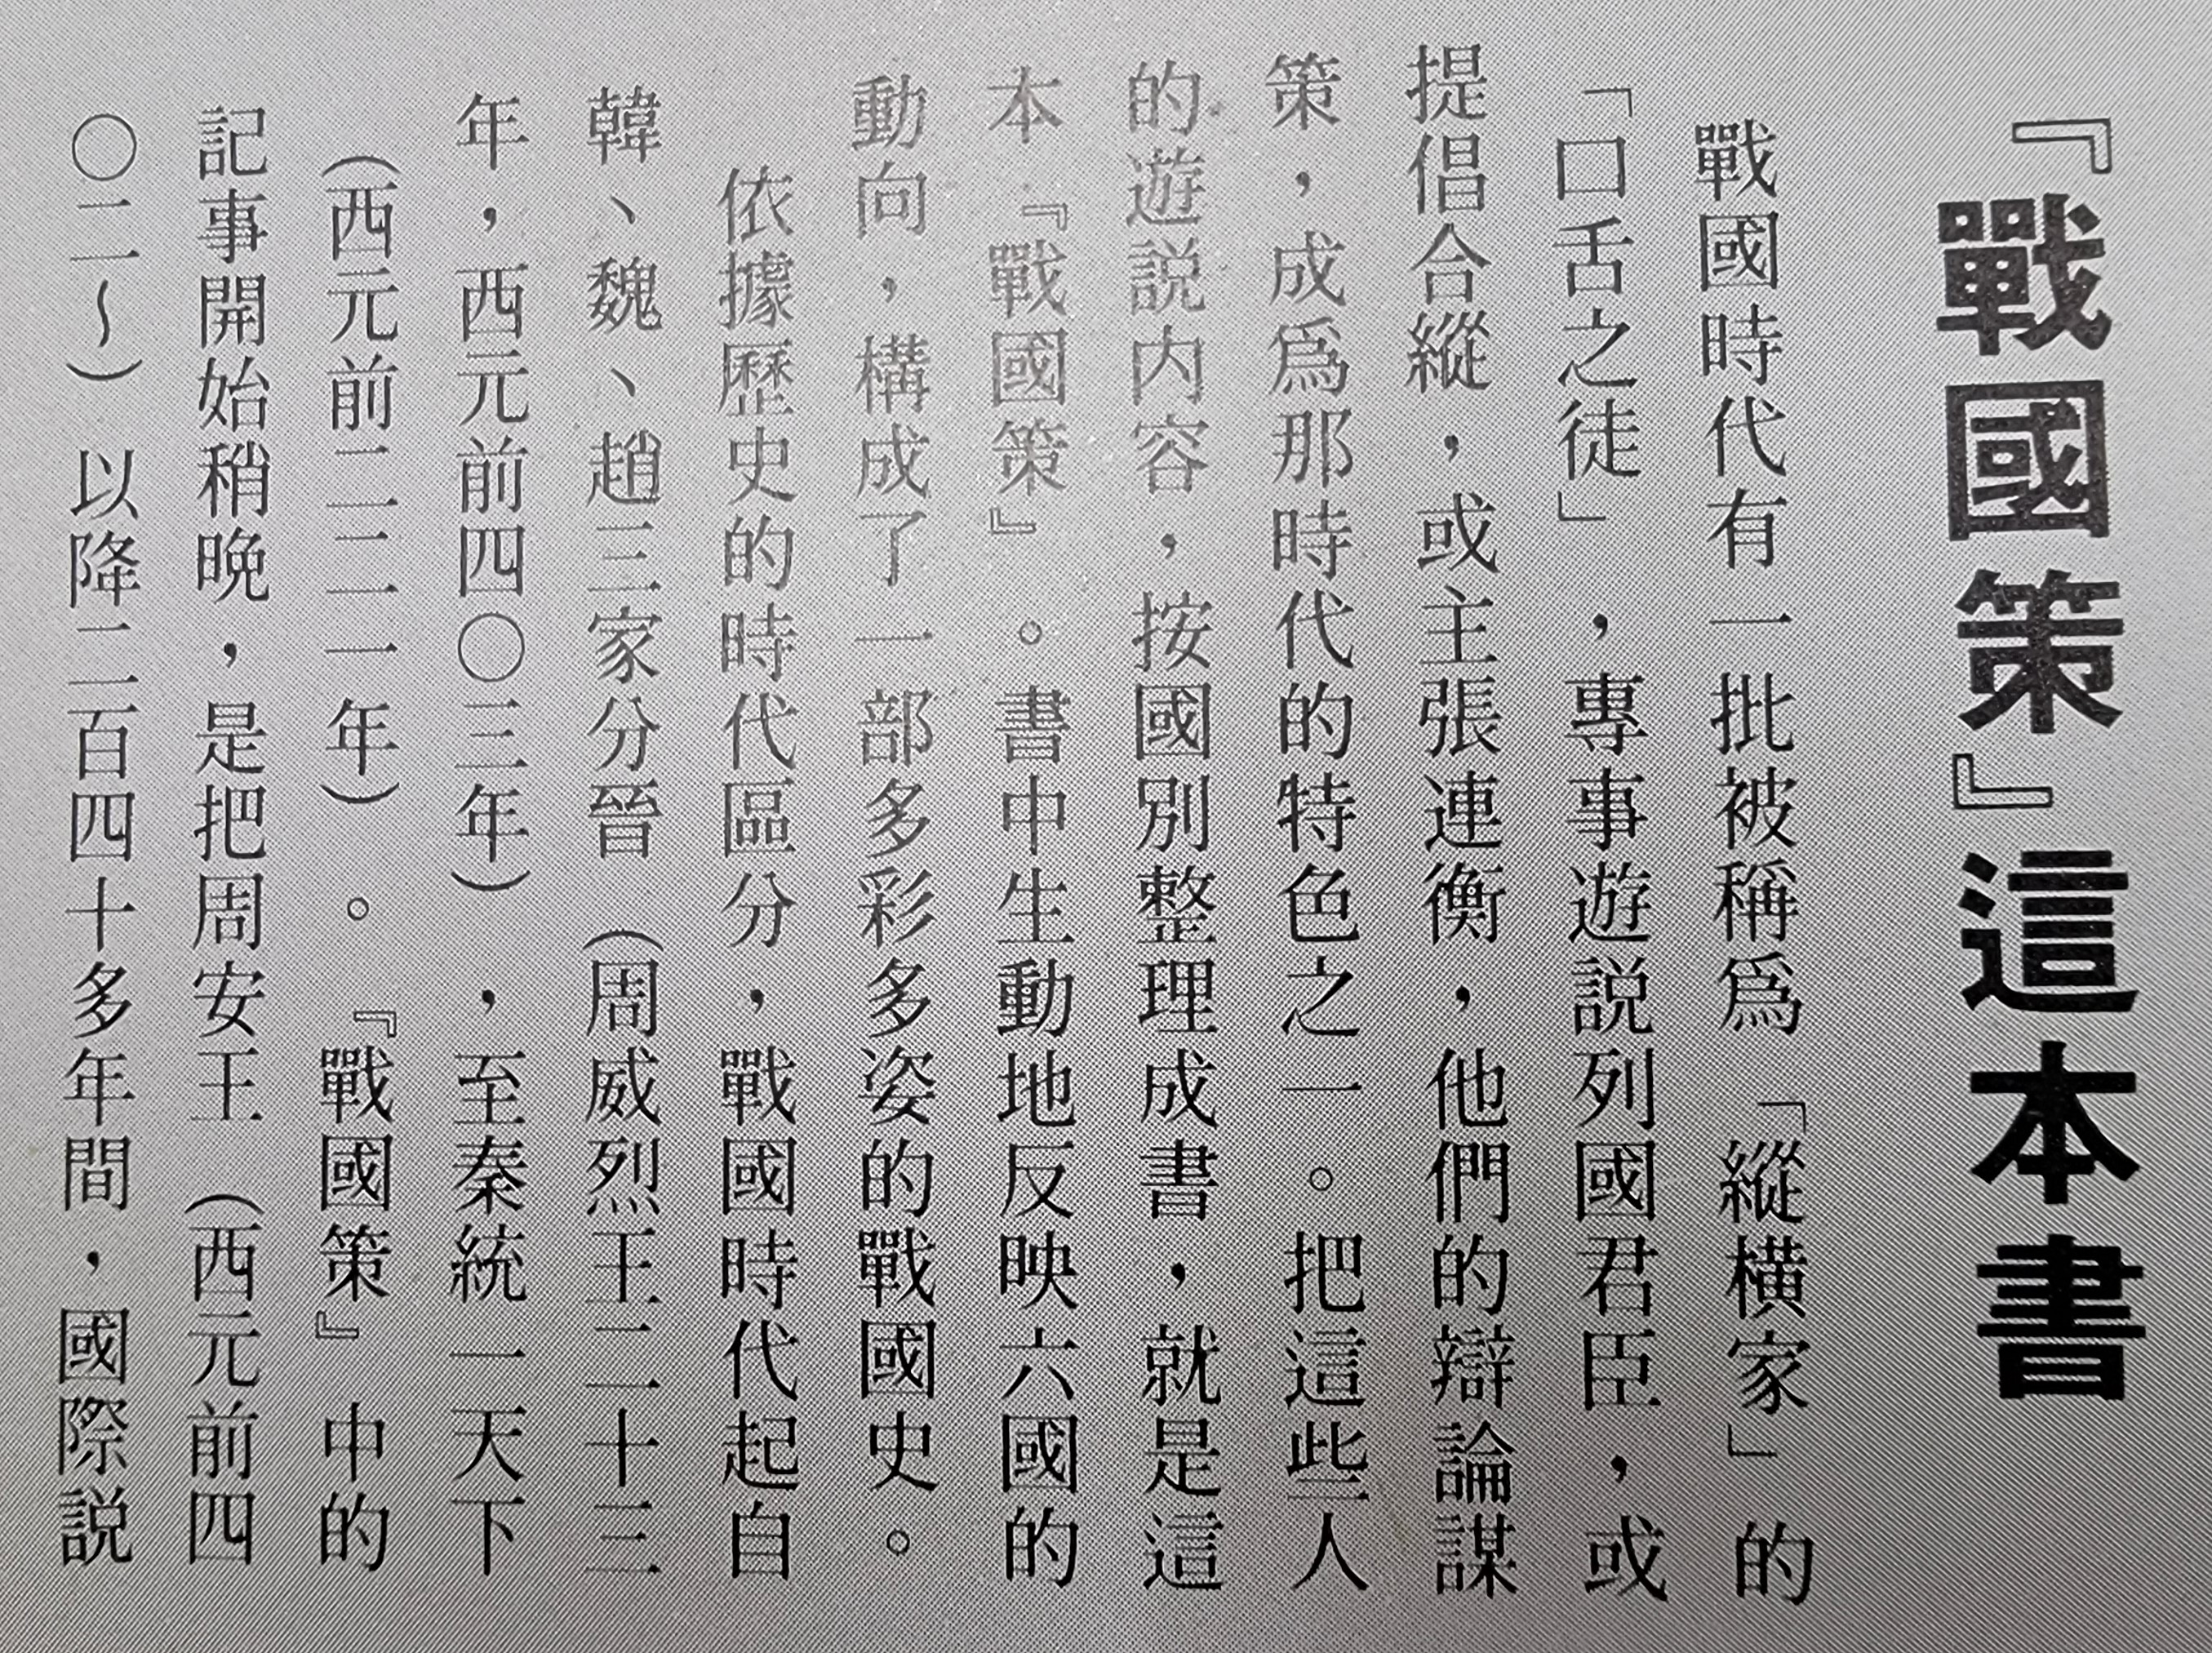 『戰國策』這本書
戰國時代有一批被稱爲「縱橫家」的
「口舌之徒」，專事遊説列國君臣，或
提倡合縱，或主張連衡，他們的辯論謀
策，成爲那時代的特色之一。把這些人
的遊説内容，按國別整理成書，就是這
本『戰國策』。書中生動地反映六國的
動向，構成了一部多彩多姿的戰國史。
依據歷史的時代區分，戰國時代起自
韓、魏、趙三家分晉（周威烈王二十三
年，西元前四〇三年），至秦統一天下
（西元前二二一年）。『戰國策』中的
記事開始稍晚，是把周安王（西元前四
〇二～）以降二百四十多年間，國際説